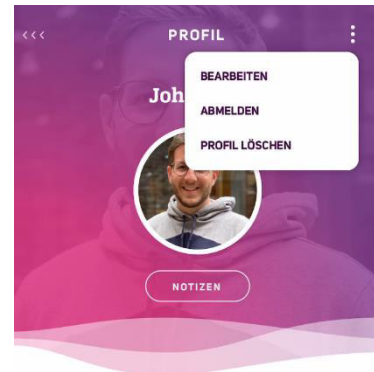 <<< PROFIL
BEARBEITEN
Joh
ABMELDEN
PROFIL LÖSCHEN
NOTIZEN